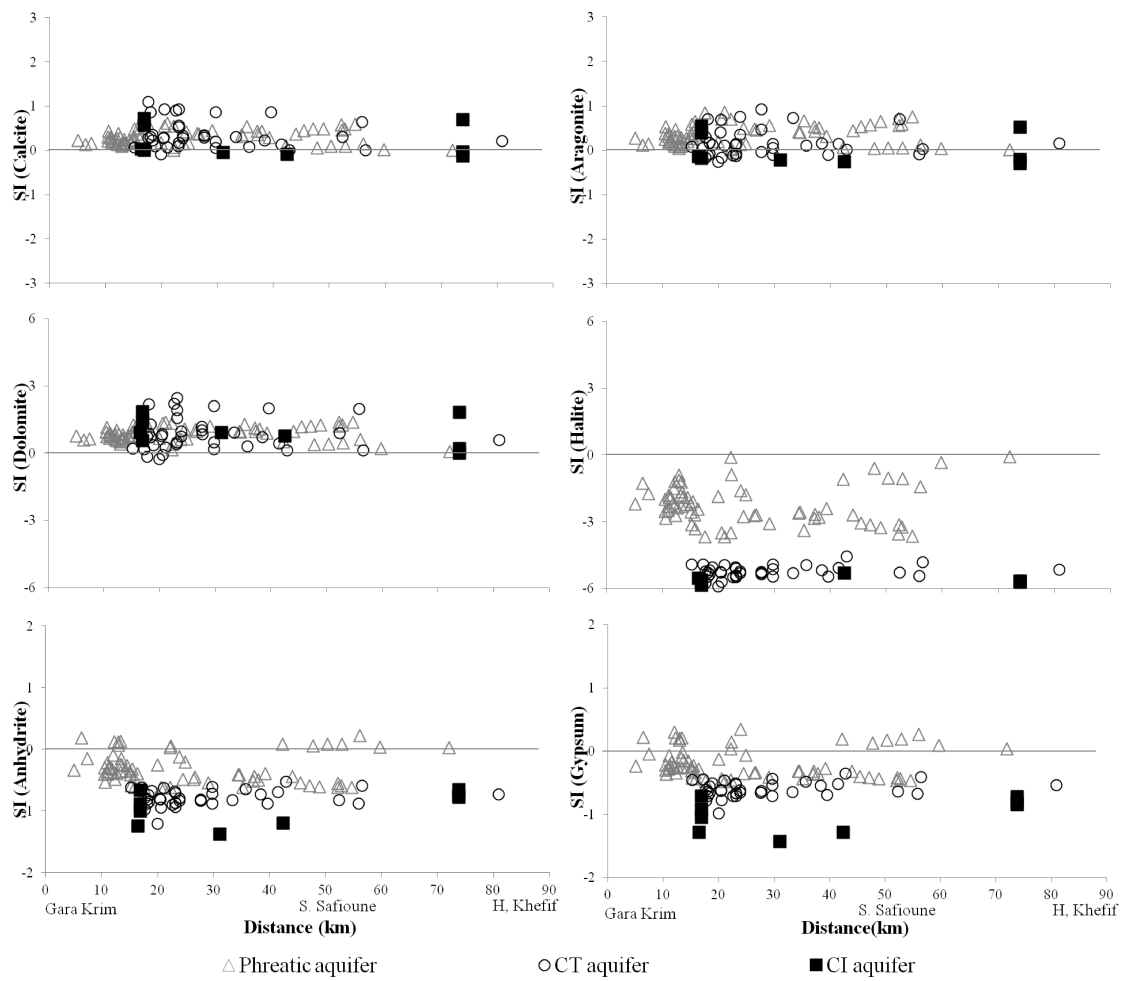 3
2
1
0
-1
-2
-3
SI (Calcite)
3
2
1
0
-1
-2
-3
SI (Aragonite)
6
3
0
-3
-6
SI (Dolomite)
6
3
0
-3
-6
SI (Halite)
2
1
0
-1
-2
SI (Anhydrite)
0 10 20 30 40 50 60 70 80 90
Gara Krim S. Safioune H, Khefif
Distance (km)
2
1
0
-1
-2
SI (Gypsum)
0 10 20 30 40 50 60 70 80 90
Gara Krim S. Safioune H, Khefif
Distance(km)
Phreatic aquifer CT aquifer CI aquifer